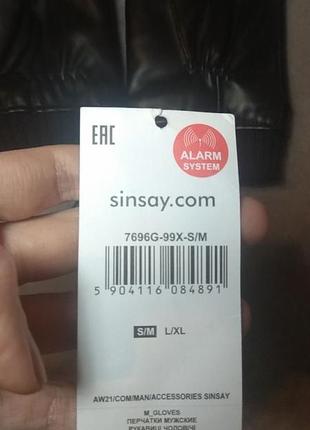 EAC
ALARM
SYSTEM
sinsay.com
7696G-99X-S/M
5 904116 084891
S/M L/XL
AW21/COM/MAN/ACCESSORIES SINSAY
M_GLOVES
ПЕРЧАТКИ МУЖСКИЕ
РУКАВИЦІ ЧОЛОВІЧІ